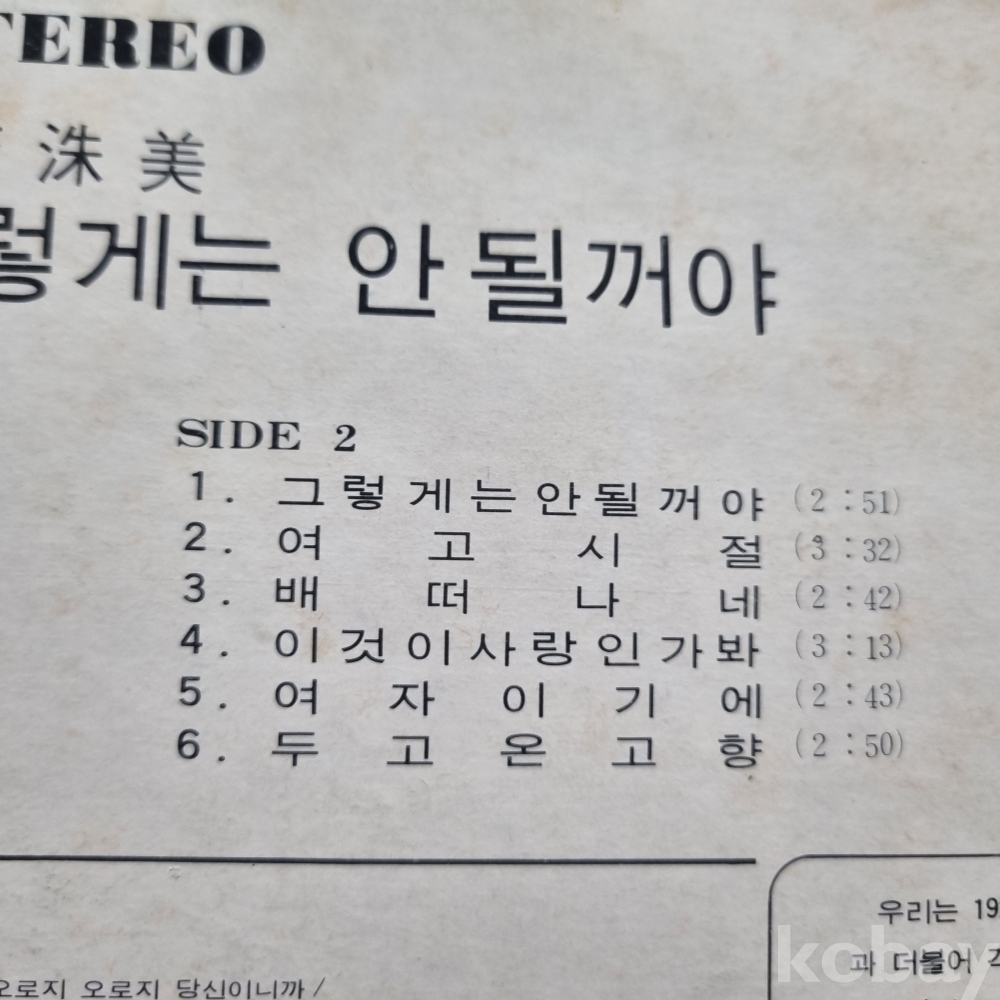 STEREO
洙美
렇게는 안될꺼야
SIDE 2
1. 그렇게는안될꺼야 (2:51)
2. 여고시절 (3:32)
3. 배떠나네 (2:42)
4. 이것이사랑인가봐 (3:13)
5. 여자이기에 (2:43)
6. 두고온고향 (2:50)
우리는 19
과 더불어
오로지 오로지 당신이니까 /
kobay